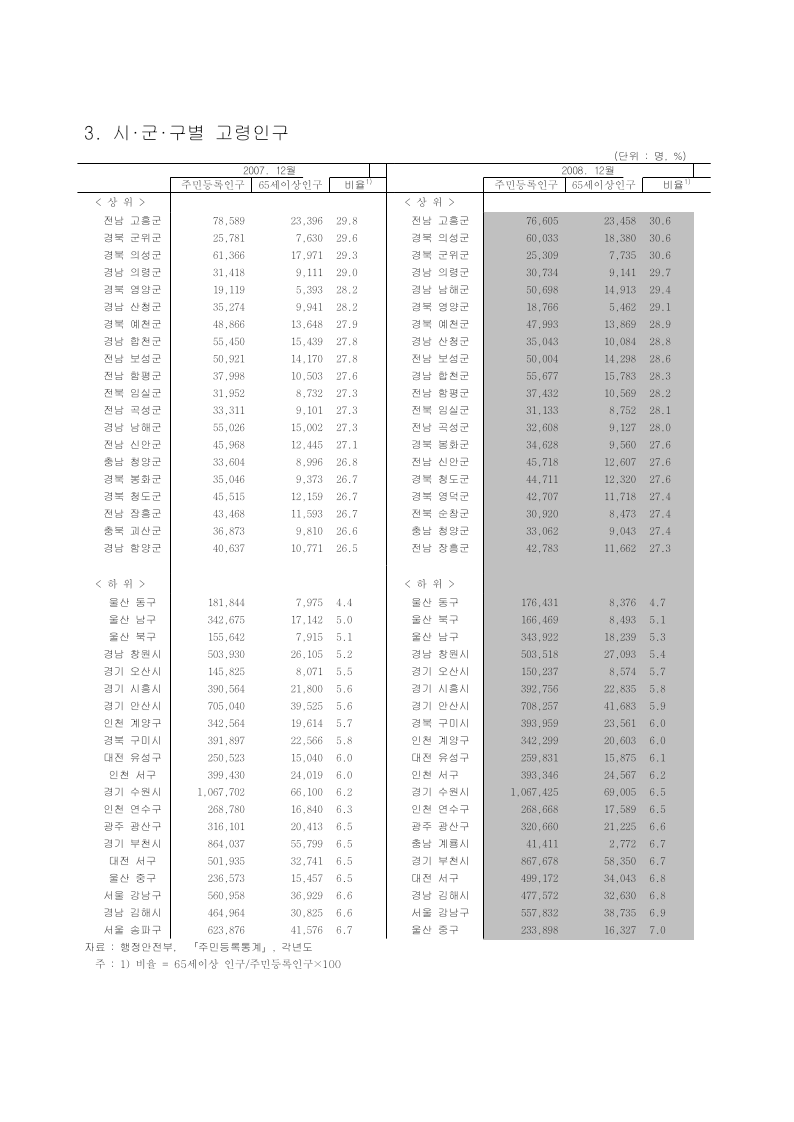 3. 시·군·구별 고령인구
(단위 : 명, %)
2007. 12월 2008. 12월
주민등록인구 65세이상인구 비율1) 주민등록인구 65세이상인구 비율1)
< 상 위 > < 상 위 >
전남 고흥군 78,589 23,396 29.8 전남 고흥군 76,605 23,458 30.6
경북 군위군 25,781 7,630 29.6 경북 의성군 60,033 18,380 30.6
경북 의성군 61,366 17,971 29.3 경북 군위군 25,309 7,735 30.6
경남 의령군 31,418 9,111 29.0 경남 의령군 30,734 9,141 29.7
경북 영양군 19,119 5,393 28.2 경남 남해군 50,698 14,913 29.4
경남 산청군 35,274 9,941 28.2 경북 영양군 18,766 5,462 29.1
경북 예천군 48,866 13,648 27.9 경북 예천군 47,993 13,869 28.9
경남 합천군 55,450 15,439 27.8 경남 산청군 35,043 10,084 28.8
전남 보성군 50,921 14,170 27.8 전남 보성군 50,004 14,298 28.6
전남 함평군 37,998 10,503 27.6 경남 합천군 55,677 15,783 28.3
전북 임실군 31,952 8,732 27.3 전남 함평군 37,432 10,569 28.2
전남 곡성군 33,311 9,101 27.3 전북 임실군 31,133 8,752 28.1
경남 남해군 55,026 15,002 27.3 전남 곡성군 32,608 9,127 28.0
전남 신안군 45,968 12,445 27.1 경북 봉화군 34,628 9,560 27.6
충남 청양군 33,604 8,996 26.8 전남 신안군 45,718 12,607 27.6
경북 봉화군 35,046 9,373 26.7 경북 청도군 44,711 12,320 27.6
경북 청도군 45,515 12,159 26.7 경북 영덕군 42,707 11,718 27.4
전남 장흥군 43,468 11,593 26.7 전북 순창군 30,920 8,473 27.4
충북 괴산군 36,873 9,810 26.6 충남 청양군 33,062 9,043 27.4
경남 함양군 40,637 10,771 26.5 전남 장흥군 42,783 11,662 27.3
< 하 위 > < 하 위 >
울산 동구 181,844 7,975 4.4 울산 동구 176,431 8,376 4.7
울산 남구 342,675 17,142 5.0 울산 북구 166,469 8,493 5.1
울산 북구 155,642 7,915 5.1 울산 남구 343,922 18,239 5.3
경남 창원시 503,930 26,105 5.2 경남 창원시 503,518 27,093 5.4
경기 오산시 145,825 8,071 5.5 경기 오산시 150,237 8,574 5.7
경기 시흥시 390,564 21,800 5.6 경기 시흥시 392,756 22,835 5.8
경기 안산시 705,040 39,525 5.6 경기 안산시 708,257 41,683 5.9
인천 계양구 342,564 19,614 5.7 경북 구미시 393,959 23,561 6.0
경북 구미시 391,897 22,566 5.8 인천 계양구 342,299 20,603 6.0
대전 유성구 250,523 15,040 6.0 대전 유성구 259,831 15,875 6.1
인천 서구 399,430 24,019 6.0 인천 서구 393,346 24,567 6.2
경기 수원시 1,067,702 66,100 6.2 경기 수원시 1,067,425 69,005 6.5
인천 연수구 268,780 16,840 6.3 인천 연수구 268,668 17,589 6.5
광주 광산구 316,101 20,413 6.5 광주 광산구 320,660 21,225 6.6
경기 부천시 864,037 55,799 6.5 충남 계룡시 41,411 2,772 6.7
대전 서구 501,935 32,741 6.5 경기 부천시 867,678 58,350 6.7
울산 중구 236,573 15,457 6.5 대전 서구 499,172 34,043 6.8
서울 강남구 560,958 36,929 6.6 경남 김해시 477,572 32,630 6.8
경남 김해시 464,964 30,825 6.6 서울 강남구 557,832 38,735 6.9
서울 송파구 623,876 41,576 6.7 울산 중구 233,898 16,327 7.0
자료 : 행정안전부, 「주민등록통계」, 각년도
주 : 1) 비율 = 65세이상 인구/주민등록인구×100